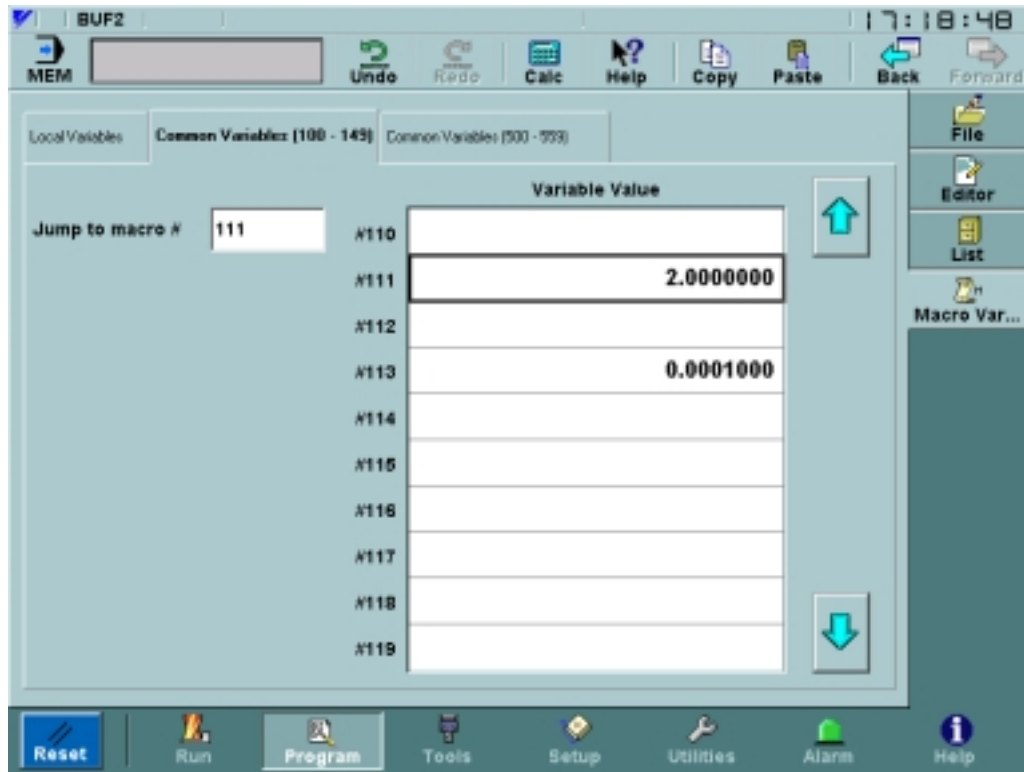 BUF2
17:18:48
MEM Undo Redo Calc Help Copy Paste Back Forward
File
Editor
List
Macro Var...
Local Variables Common Variables (100 - 149) Common Variables (500 - 559)
Variable Value
Jump to macro # 111
#110
#111 2.0000000
#112
#113 0.0001000
#114
#115
#116
#117
#118
#119
Reset Run Program Tools Setup Utilities Alarm Help